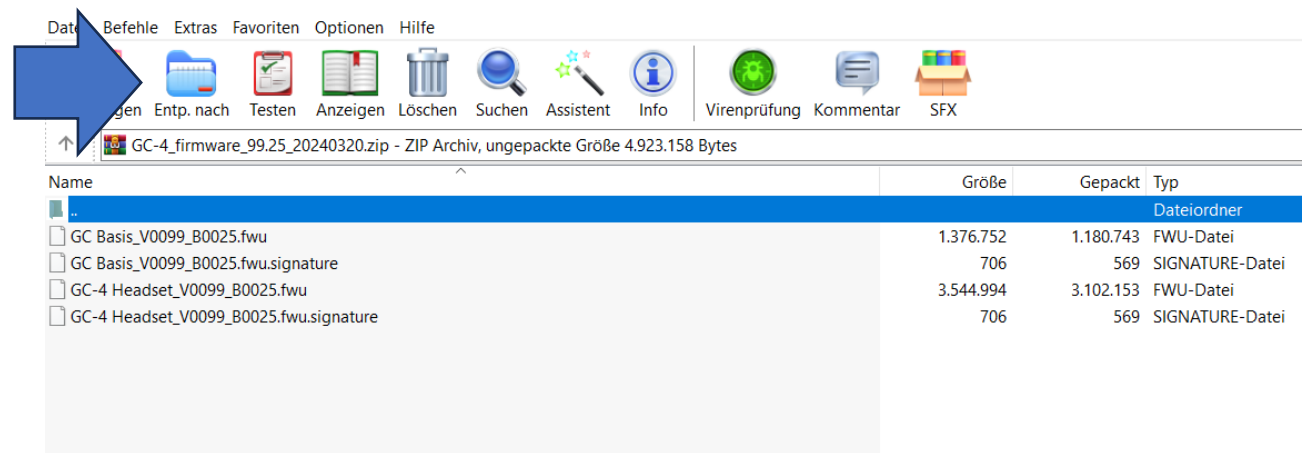 Befehle Extras Favoriten Optionen Hilfe
Entp. nach Testen Anzeigen Löschen Suchen Assistent Info Virenprüfung Kommentar SFX
GC-4_firmware_99.25_20240320.zip - ZIP Archiv, ungepackte Größe 4.923.158 Bytes
Name Größe Gepackt Typ
.. Dateiordner
GC Basis_V0099_B0025.fwu 1.376.752 1.180.743 FWU-Datei
GC Basis_V0099_B0025.fwu.signature 706 569 SIGNATURE-Datei
GC-4 Headset_V0099_B0025.fwu 3.544.994 3.102.153 FWU-Datei
GC-4 Headset_V0099_B0025.fwu.signature 706 569 SIGNATURE-Datei